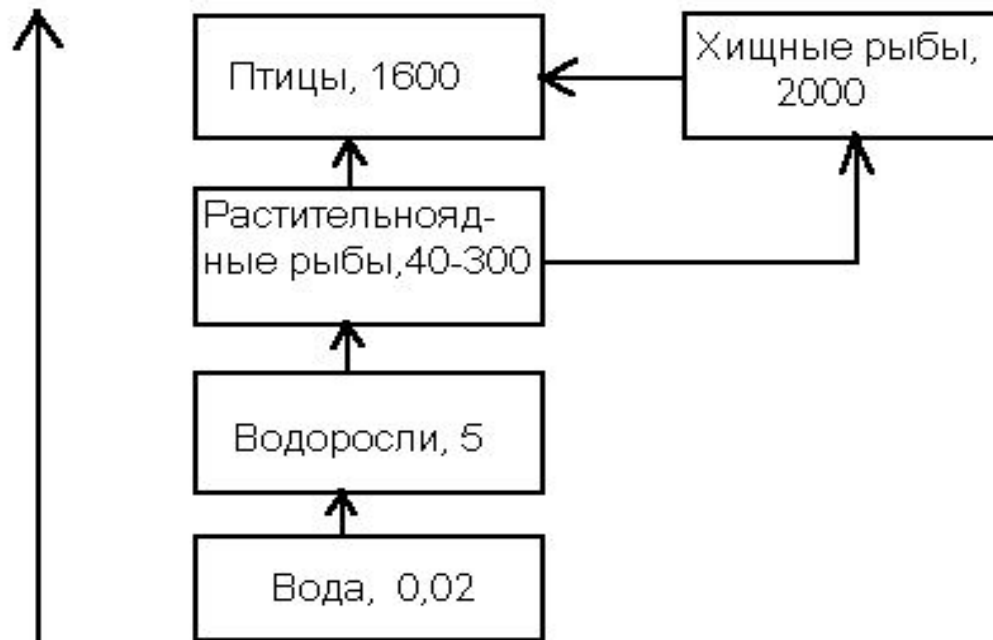 Птицы, 1600
Хищные рыбы,
2000
Растительнояд-
ные рыбы,40-300
Водоросли, 5
Вода, 0,02